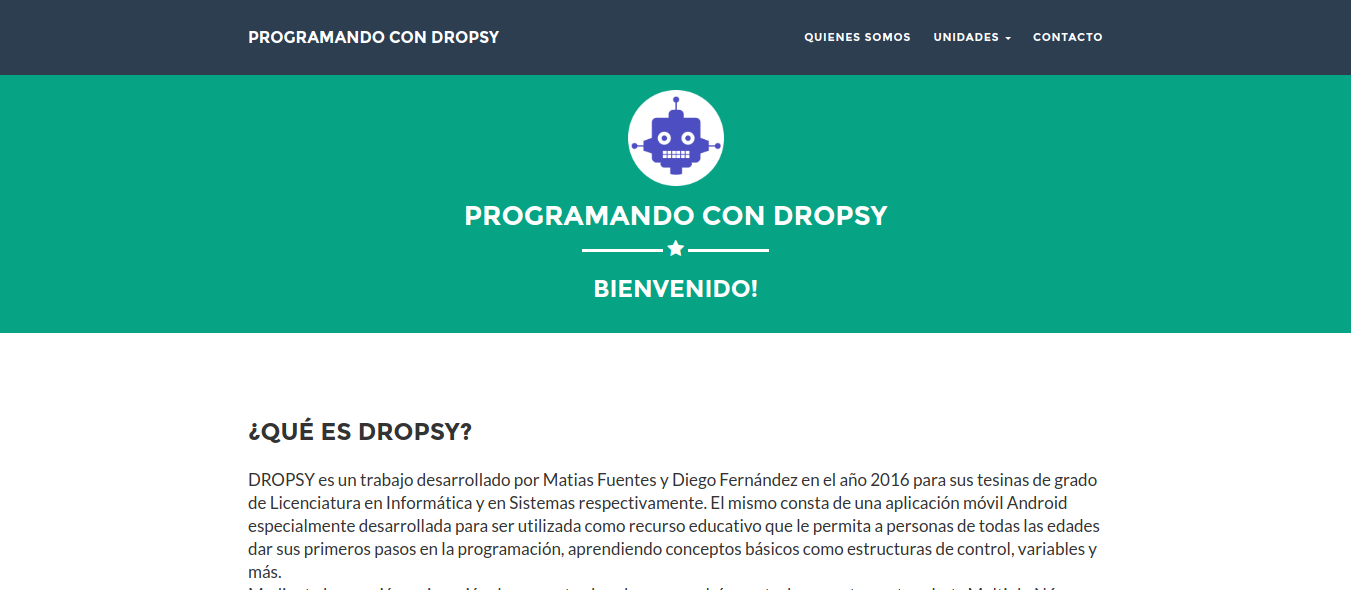 PROGRAMANDO CON DROPSY
QUIENES SOMOS UNIDADES CONTACTO
PROGRAMANDO CON DROPSY
BIENVENIDO!
¿QUÉ ES DROPSY?
DROPSY es un trabajo desarrollado por Matias Fuentes y Diego Fernández en el año 2016 para sus tesinas de grado
de Licenciatura en Informática y en Sistemas respectivamente. El mismo consta de una aplicación móvil Android
especialmente desarrollada para ser utilizada como recurso educativo que le permita a personas de todas las edades
dar sus primeros pasos en la programación, aprendiendo conceptos básicos como estructuras de control, variables y
más.